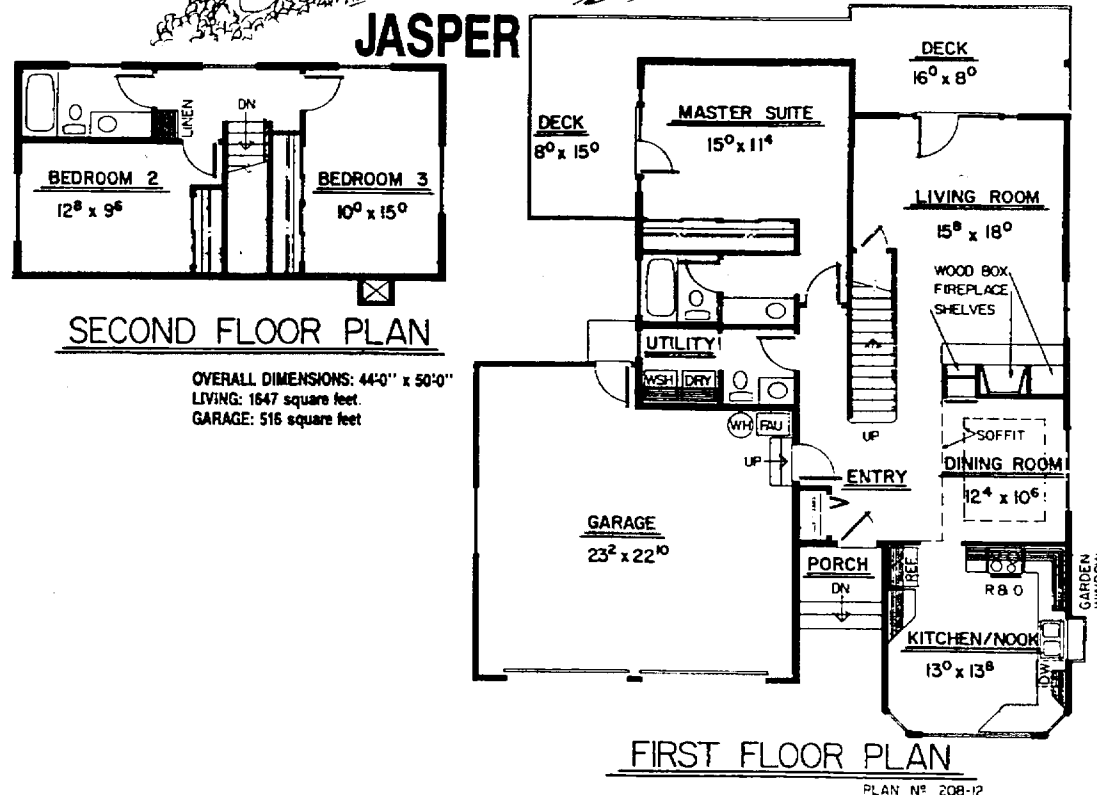 JASPER
DN
LINEN
BEDROOM 2
12⁸ x 9⁶
BEDROOM 3
10⁰ x 15⁰
SECOND FLOOR PLAN
OVERALL DIMENSIONS: 44'-0" x 50'-0"
LIVING: 1647 square feet.
GARAGE: 516 square feet
DECK
16⁰ x 8⁰
DECK
8⁰ x 15⁰
MASTER SUITE
15⁰ x 11⁴
LIVING ROOM
15⁸ x 18⁰
WOOD BOX
FIREPLACE
SHELVES
UTILITY
WSH
DRY
WH
FAU
UP
UP
SOFFIT
ENTRY
DINING ROOM
12⁴ x 10⁶
GARAGE
23² x 22¹⁰
PORCH
DN
REF.
R & O
GARDEN
WINDOW
KITCHEN/NOOK
13⁰ x 13⁸
DW
FIRST FLOOR PLAN
PLAN Nº 208-12